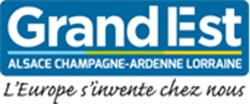 Grand Est
ALSACE CHAMPAGNE-ARDENNE LORRAINE
L'Europe s'invente chez nous